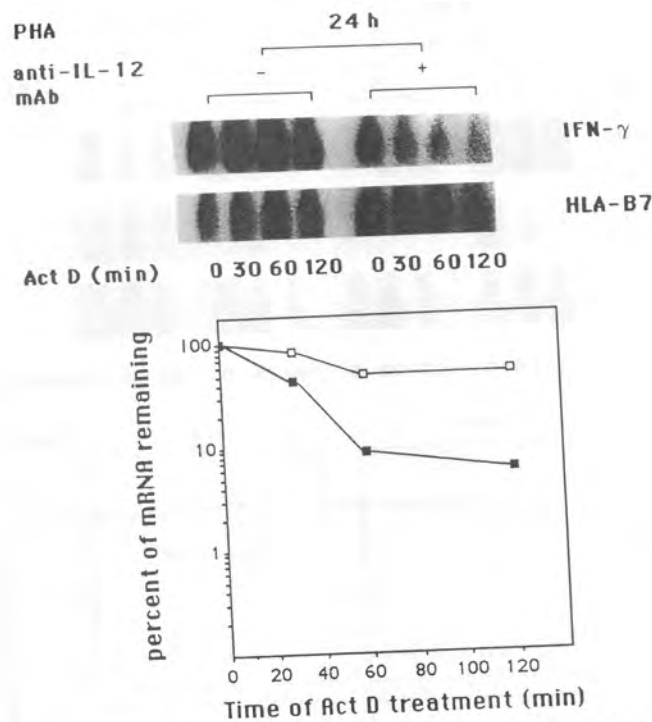 PHA
24 h
anti-IL-12 mAb
- +
IFN-γ
HLA-B7
Act D (min) 0 30 60 120 0 30 60 120
percent of mRNA remaining
100
10
1
0 20 40 60 80 100 120
Time of Act D treatment (min)